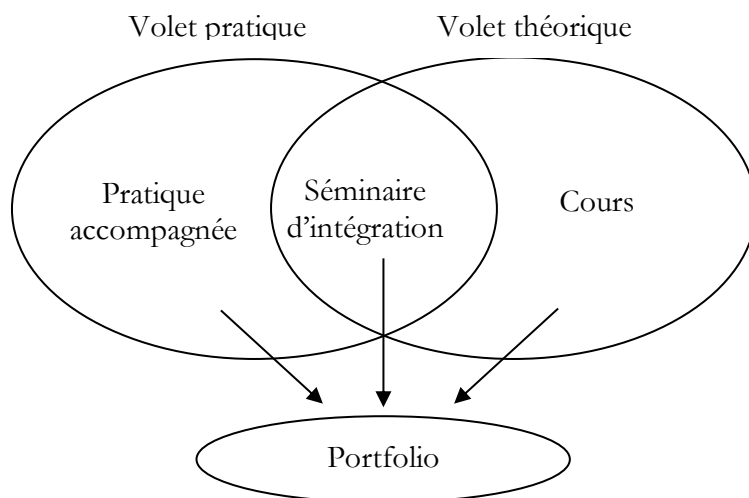 Volet pratique
Volet théorique
Pratique
accompagnée
Séminaire
d'intégration
Cours
Portfolio